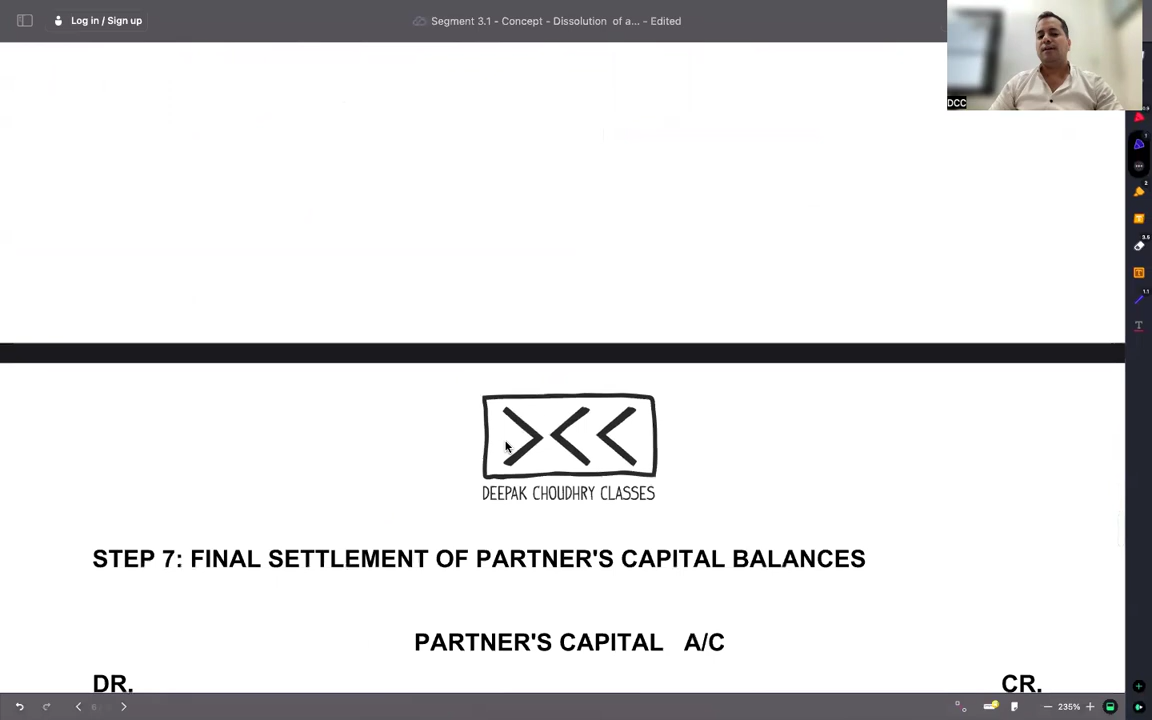 Log in / Sign up
Segment 3.1 - Concept - Dissolution of a... - Edited
DCC
DEEPAK CHOUDHRY CLASSES
STEP 7: FINAL SETTLEMENT OF PARTNER'S CAPITAL BALANCES
PARTNER'S CAPITAL A/C
DR. CR.
235%